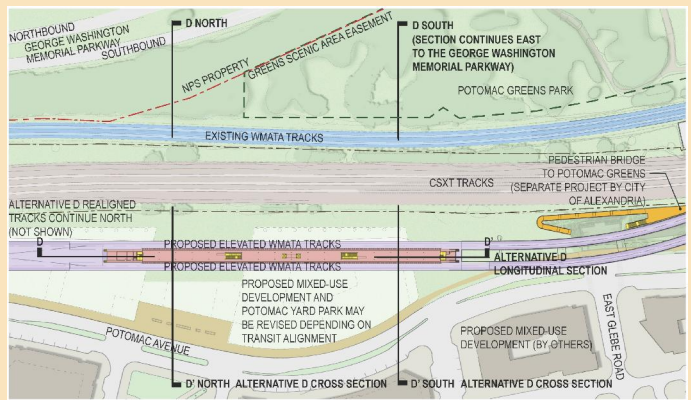 D NORTH
D SOUTH
(SECTION CONTINUES EAST
TO THE GEORGE WASHINGTON
MEMORIAL PARKWAY)
NORTHBOUND
GEORGE WASHINGTON
MEMORIAL PARKWAY
SOUTHBOUND
NPS PROPERTY
GREENS SCENIC AREA EASEMENT
POTOMAC GREENS PARK
EXISTING WMATA TRACKS
CSXT TRACKS
PEDESTRIAN BRIDGE
TO POTOMAC GREENS
(SEPARATE PROJECT BY CITY
OF ALEXANDRIA)
ALTERNATIVE D REALIGNED
TRACKS CONTINUE NORTH
(NOT SHOWN)
D
PROPOSED ELEVATED WMATA TRACKS
D'
ALTERNATIVE D
LONGITUDINAL SECTION
PROPOSED ELEVATED WMATA TRACKS
PROPOSED MIXED-USE
DEVELOPMENT AND
POTOMAC YARD PARK MAY
BE REVISED DEPENDING ON
TRANSIT ALIGNMENT
POTOMAC AVENUE
PROPOSED MIXED-USE
DEVELOPMENT (BY OTHERS)
EAST GLEBE ROAD
D' NORTH ALTERNATIVE D CROSS SECTION
D' SOUTH ALTERNATIVE D CROSS SECTION